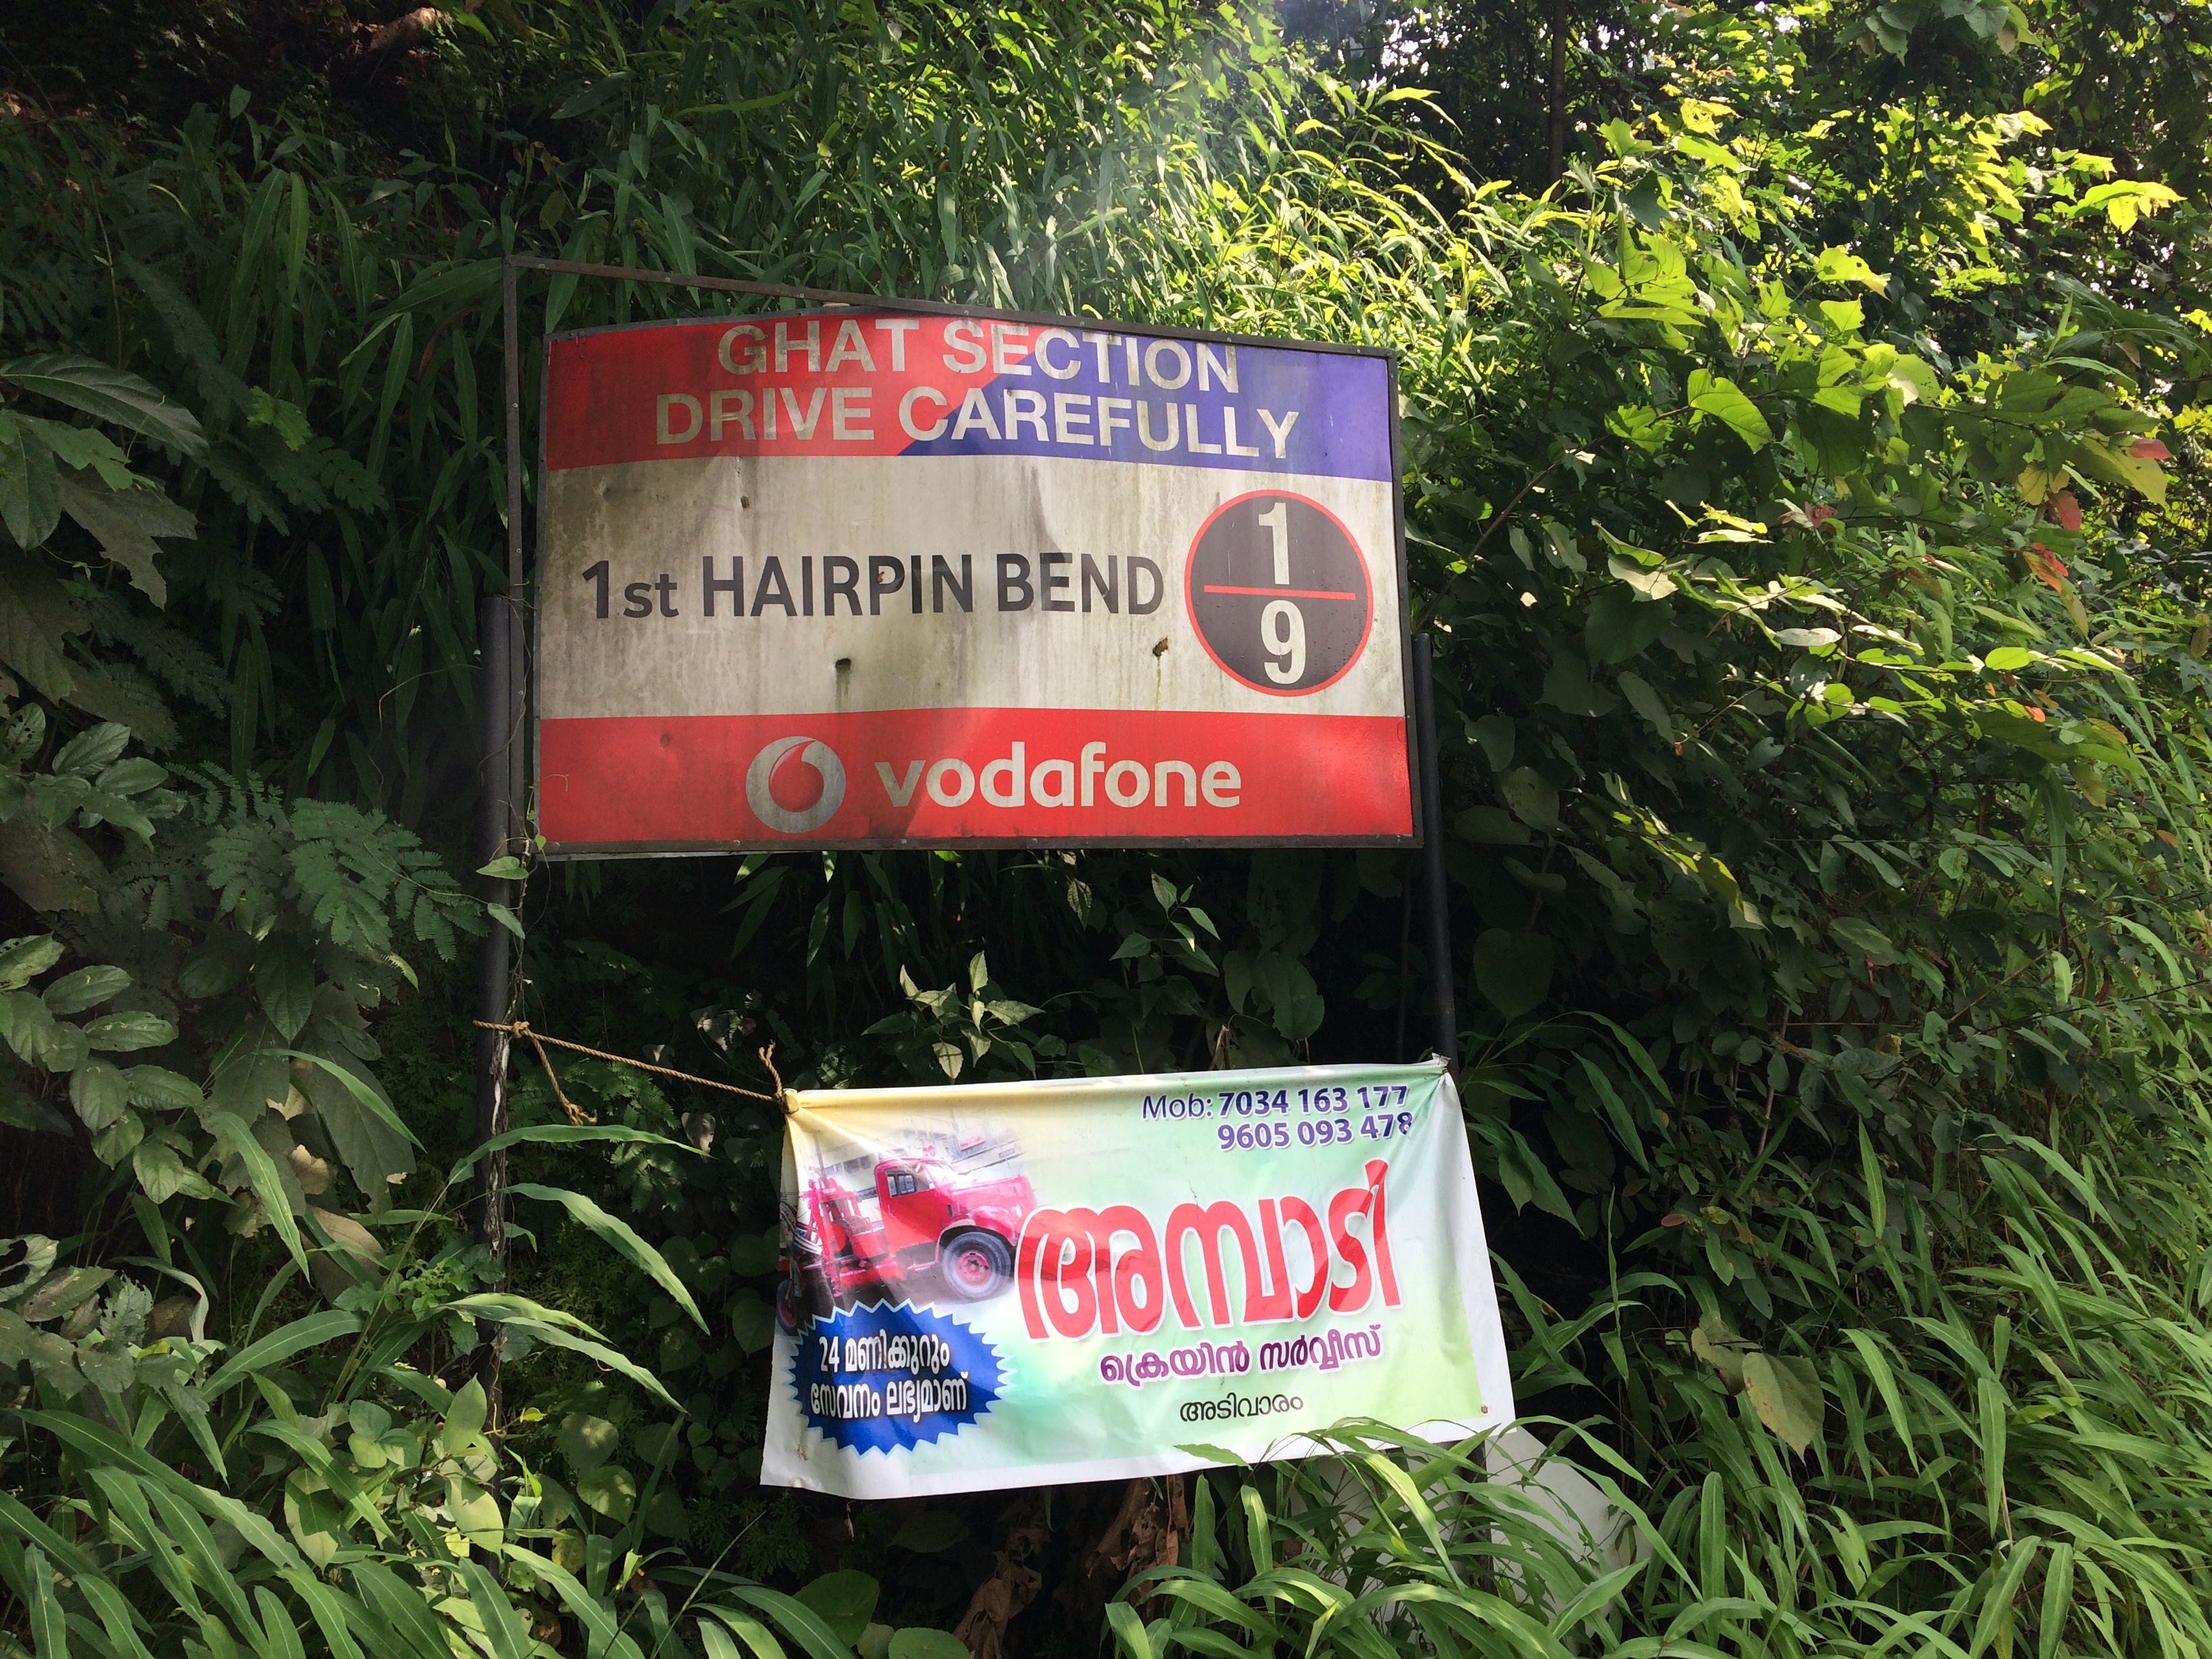 GHAT SECTION
DRIVE CAREFULLY
1st HAIRPIN BEND
1
9
vodafone
Mob: 7034 163 177
9605 093 478
അമ്പാടി
ക്രെയിൻ സർവ്വീസ്
അടിവാരം
24 മണിക്കൂറും
സേവനം ലഭ്യമാണ്